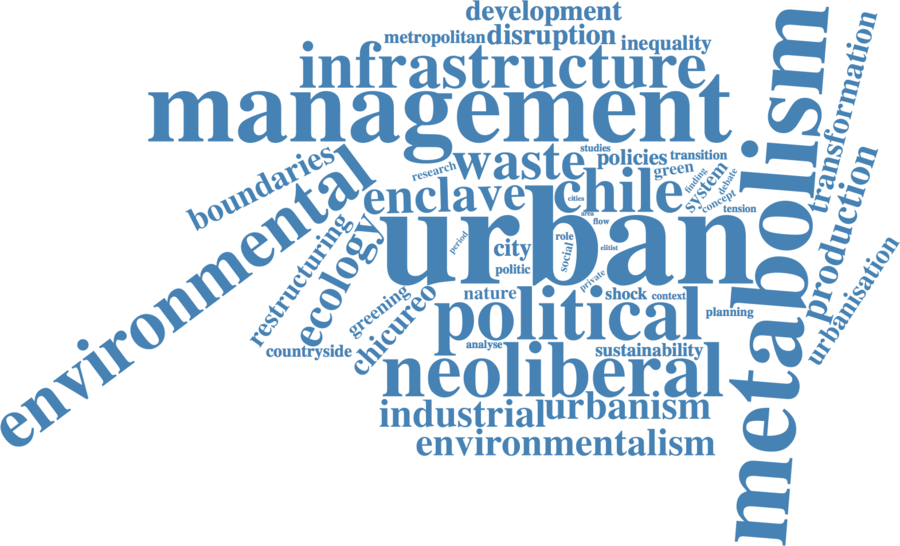 development
metropolitan disruption inequality
infrastructure
management
metabolism
transformation
production
urbanisation
boundaries
environmental
restructuring
ecology
greening
chicureo
countryside
research waste studies policies transition
enclave chile green finding system debate concept tension
cities
area
flow
urban
period city role social elitist
politic private
nature shock context
political planning
analyse sustainability
neoliberal
industrial urbanism
environmentalism